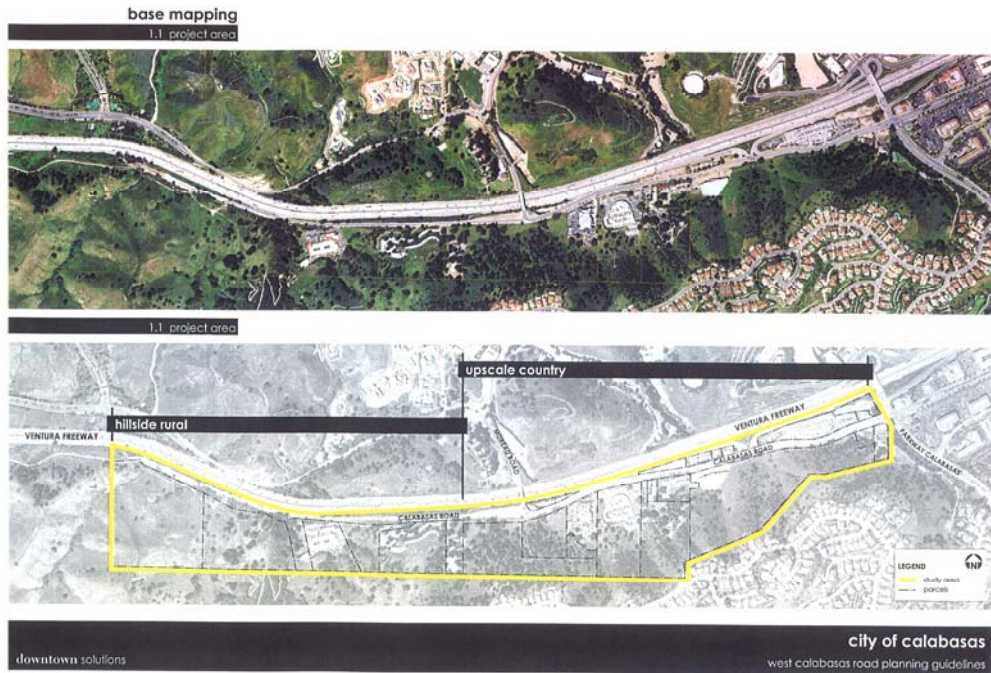 base mapping
1.1 project area
1.1 project area
upscale country
hillside rural
VENTURA FREEWAY
VENTURA FREEWAY
PARKWAY CALABASAS
CALABASAS ROAD
CALABASAS ROAD
LEGEND
N
study area
parcels
city of calabasas
downtown solutions
west calabasas road planning guidelines